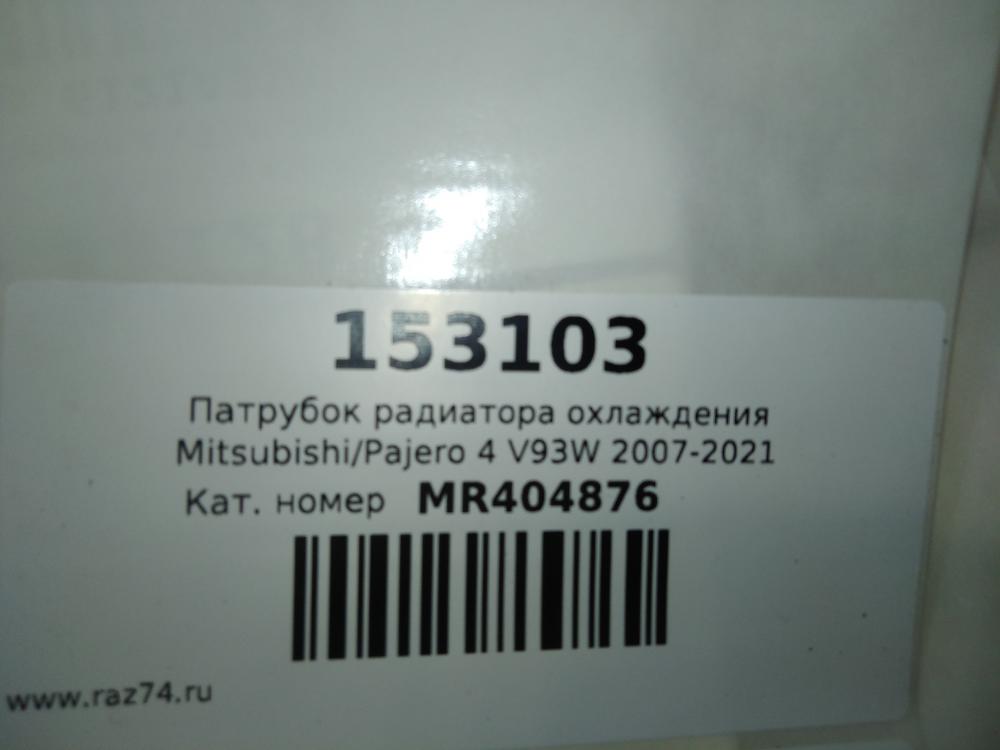 153103
Патрубок радиатора охлаждения
Mitsubishi/Pajero 4 V93W 2007-2021
Кат. номер MR404876
www.raz74.ru